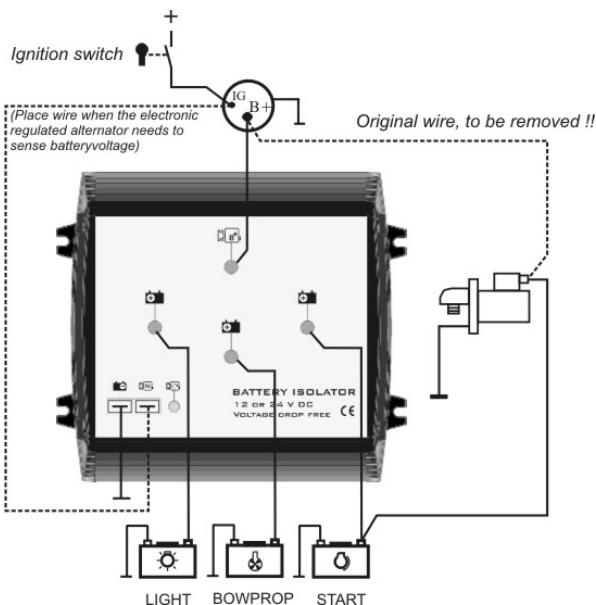 +
Ignition switch
IG
B+
(Place wire when the electronic
regulated alternator needs to
sense batteryvoltage)
Original wire, to be removed !!
B+
BATTERY ISOLATOR
12 OR 24 V DC
VOLTAGE DROP FREE CE
LIGHT BOWPROP START